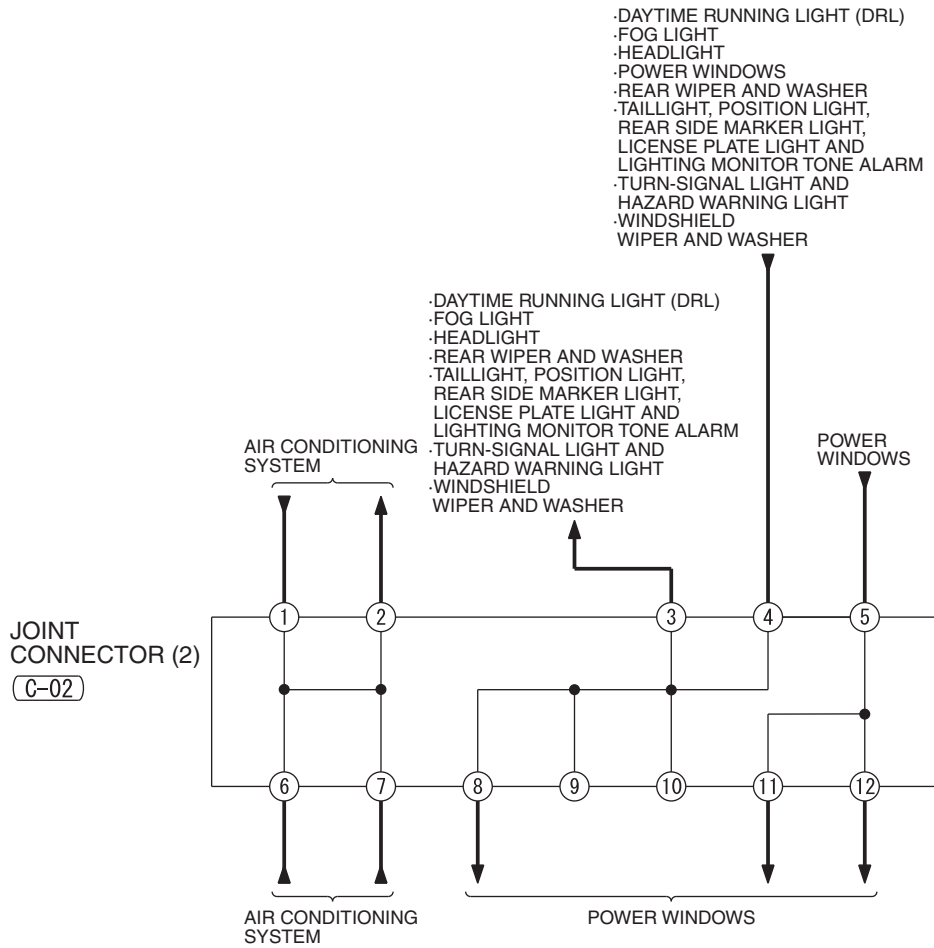 ·DAYTIME RUNNING LIGHT (DRL)
·FOG LIGHT
·HEADLIGHT
·POWER WINDOWS
·REAR WIPER AND WASHER
·TAILLIGHT, POSITION LIGHT,
REAR SIDE MARKER LIGHT,
LICENSE PLATE LIGHT AND
LIGHTING MONITOR TONE ALARM
·TURN-SIGNAL LIGHT AND
HAZARD WARNING LIGHT
·WINDSHIELD
WIPER AND WASHER
·DAYTIME RUNNING LIGHT (DRL)
·FOG LIGHT
·HEADLIGHT
·REAR WIPER AND WASHER
·TAILLIGHT, POSITION LIGHT,
REAR SIDE MARKER LIGHT,
LICENSE PLATE LIGHT AND
LIGHTING MONITOR TONE ALARM
·TURN-SIGNAL LIGHT AND
HAZARD WARNING LIGHT
·WINDSHIELD
WIPER AND WASHER
AIR CONDITIONING
SYSTEM
POWER
WINDOWS
1 2 3 4 5
JOINT
CONNECTOR (2)
C-02
6 7 8 9 10 11 12
AIR CONDITIONING
SYSTEM
POWER WINDOWS